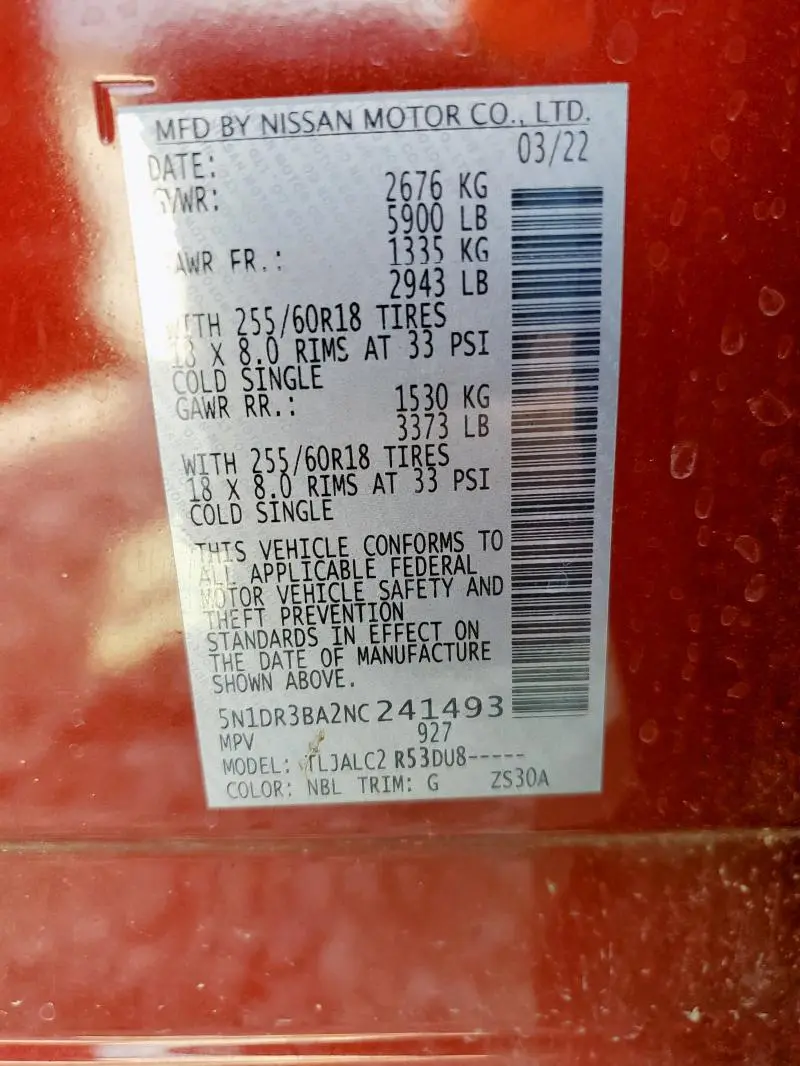 MFD BY NISSAN MOTOR CO., LTD.
DATE: 03/22
GVWR: 2676 KG
5900 LB
GAWR FR.: 1335 KG
2943 LB
WITH 255/60R18 TIRES
18 X 8.0 RIMS AT 33 PSI
COLD SINGLE
GAWR RR.: 1530 KG
3373 LB
WITH 255/60R18 TIRES
18 X 8.0 RIMS AT 33 PSI
COLD SINGLE
THIS VEHICLE CONFORMS TO
ALL APPLICABLE FEDERAL
MOTOR VEHICLE SAFETY AND
THEFT PREVENTION
STANDARDS IN EFFECT ON
THE DATE OF MANUFACTURE
SHOWN ABOVE.
5N1DR3BA2NC241493
MPV 927
MODEL: TLJALC2 R53DU8-----
COLOR: NBL TRIM: G ZS30A